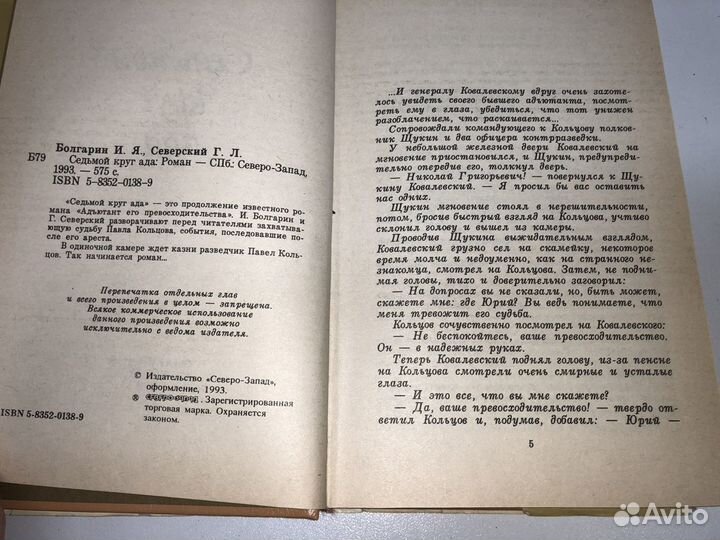 Болгарин И. Я., Северский Г. Л.
Б79
Седьмой круг ада: Роман — СПб.: Северо-Запад,
1993. — 575 с.
ISBN 5–8352–0138–9
«Седьмой круг ада» — это продолжение известного ро-
мана «Адъютант его превосходительства». И. Болгарин и
Г. Северский разворачивают перед читателями захватыва-
ющую судьбу Павла Кольцова, события, последовавшие пос-
ле его ареста.
В одиночной камере ждет казни разведчик Павел Коль-
цов. Так начинается роман...
Перепечатка отдельных глав
и всего произведения в целом — запрещена.
Всякое коммерческое использование
данного произведения возможно
исключительно с ведома издателя.
© Издательство «Северо-Запад»,
оформление, 1993.
® . Зарегистрированная
торговая марка. Охраняется
законом.
ISBN 5-8352-0138-9
...И генералу Ковалевскому вдруг очень захоте-
лось увидеть своего бывшего адъютанта, посмот-
реть ему в глаза, убедиться, что тот унижен
разоблачением, что раскаивается...
Сопровождали командующего к Кольцову полков-
ник Щукин и два офицера контрразведки.
У небольшой железной двери Ковалевский на
мгновение приостановился, и Щукин, предупреди-
тельно опередив его, толкнул ее.
— Николай Григорьевич! — повернулся к Щу-
кину Ковалевский. — Я просил бы вас оставить
нас одних.
Щукин мгновение стоял в нерешительности,
потом, бросив быстрый взгляд на Кольцова, учтиво
склонил голову и вышел из камеры.
Проводив Щукина выжидательным взглядом,
Ковалевский грузно сел на скамейку, некоторое
время молча и недоуменно, как на странного не-
знакомца, смотрел на Кольцова. Затем, не подни-
мая головы, тихо и доверительно заговорил:
— На допросах вы не сказали, но, быть может,
скажете мне: где Юрий? Вы ведь понимаете, что
меня тревожит его судьба.
Кольцов сочувственно посмотрел на Ковалевского:
— Не беспокойтесь, ваше превосходительство.
Он — в надежных руках.
Теперь Ковалевский поднял голову, из-за пенсне
на Кольцова смотрели очень смирные и усталые
глаза.
— И это все, что вы мне скажете?
— Да, ваше превосходительство! — твердо от-
ветил Кольцов и, подумав, добавил: — Юрий —
5
Avito